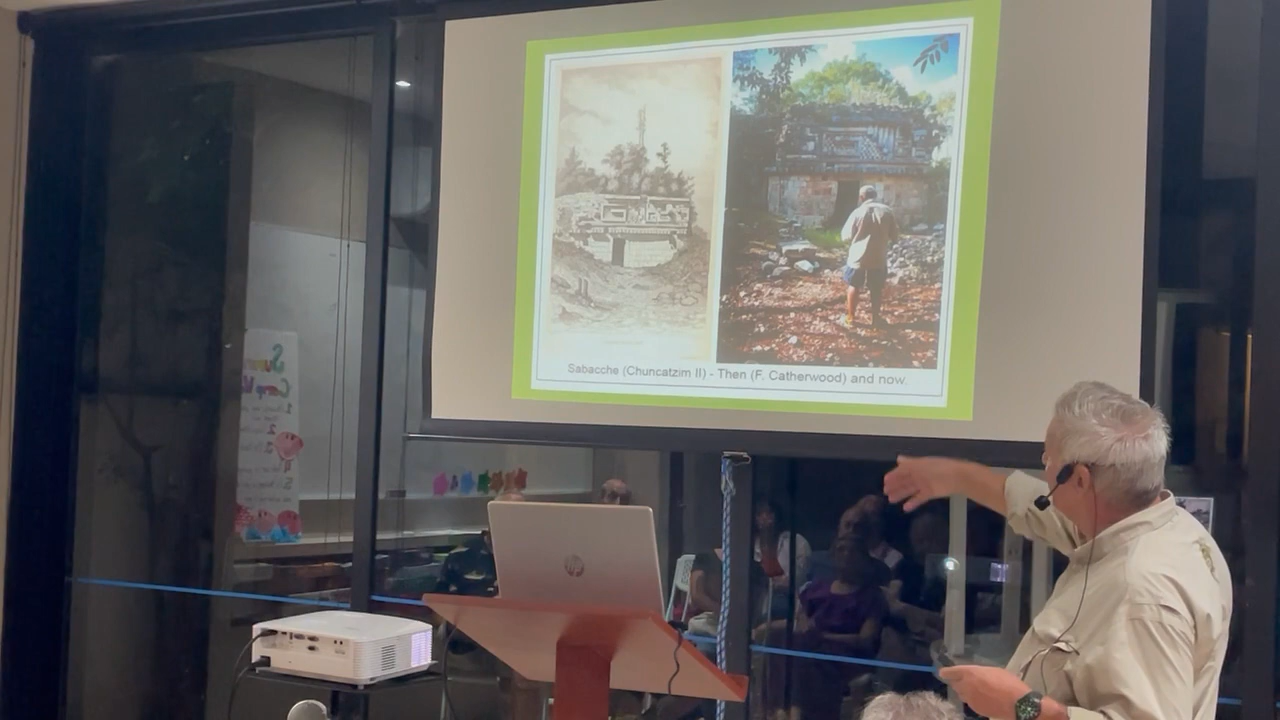 Sabacche (Chuncatzim II) - Then (F. Catherwood) and now.
hp